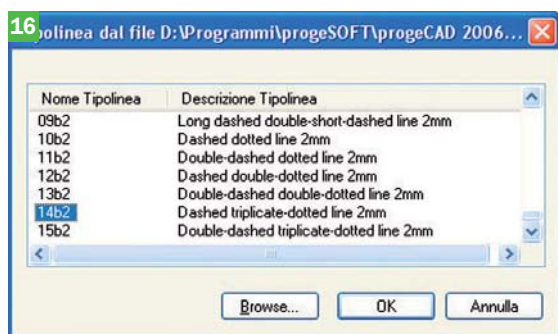 16
polinea dal file D:\Programmi\progeSOFT\progeCAD 2006...
Nome Tipolinea Descrizione Tipolinea
09b2 Long dashed double-short-dashed line 2mm
10b2 Dashed dotted line 2mm
11b2 Double-dashed dotted line 2mm
12b2 Dashed double-dotted line 2mm
13b2 Double-dashed double-dotted line 2mm
14b2 Dashed triplicate-dotted line 2mm
15b2 Double-dashed triplicate-dotted line 2mm
Browse... OK Annulla